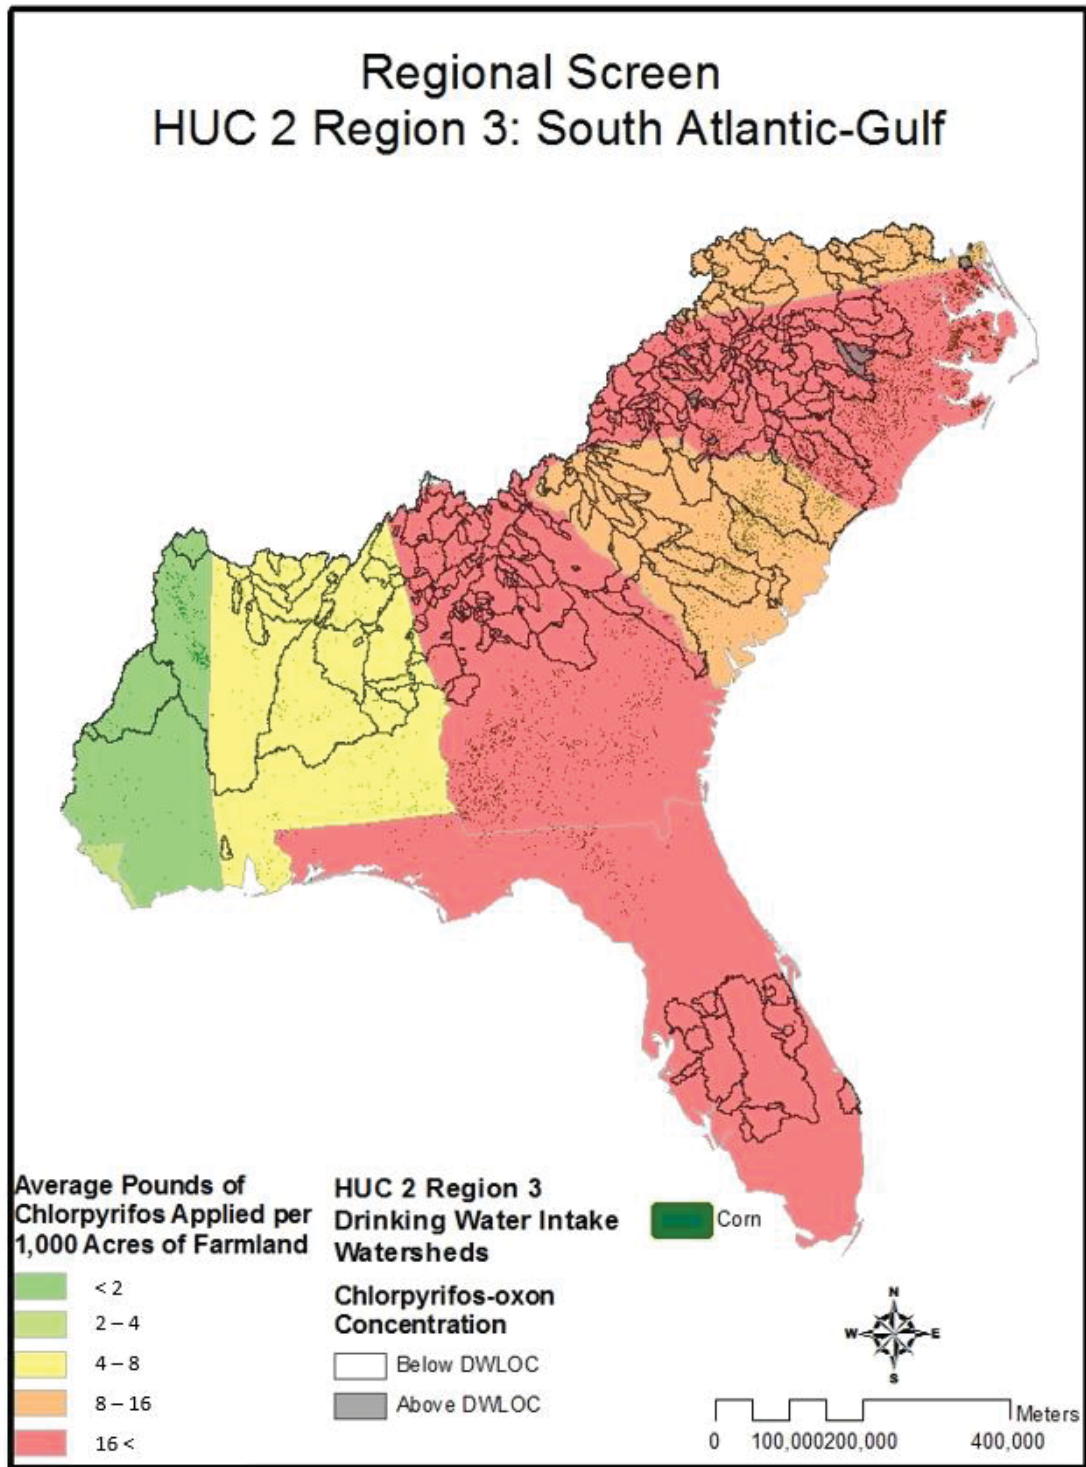 Regional Screen
HUC 2 Region 3: South Atlantic-Gulf
Average Pounds of
Chlorpyrifos Applied per
1,000 Acres of Farmland
< 2
2 – 4
4 – 8
8 – 16
16 <
HUC 2 Region 3
Drinking Water Intake
Watersheds
Chlorpyrifos-oxon
Concentration
Below DWLOC
Above DWLOC
Corn
N
W E
S
Meters
0 100,000200,000 400,000